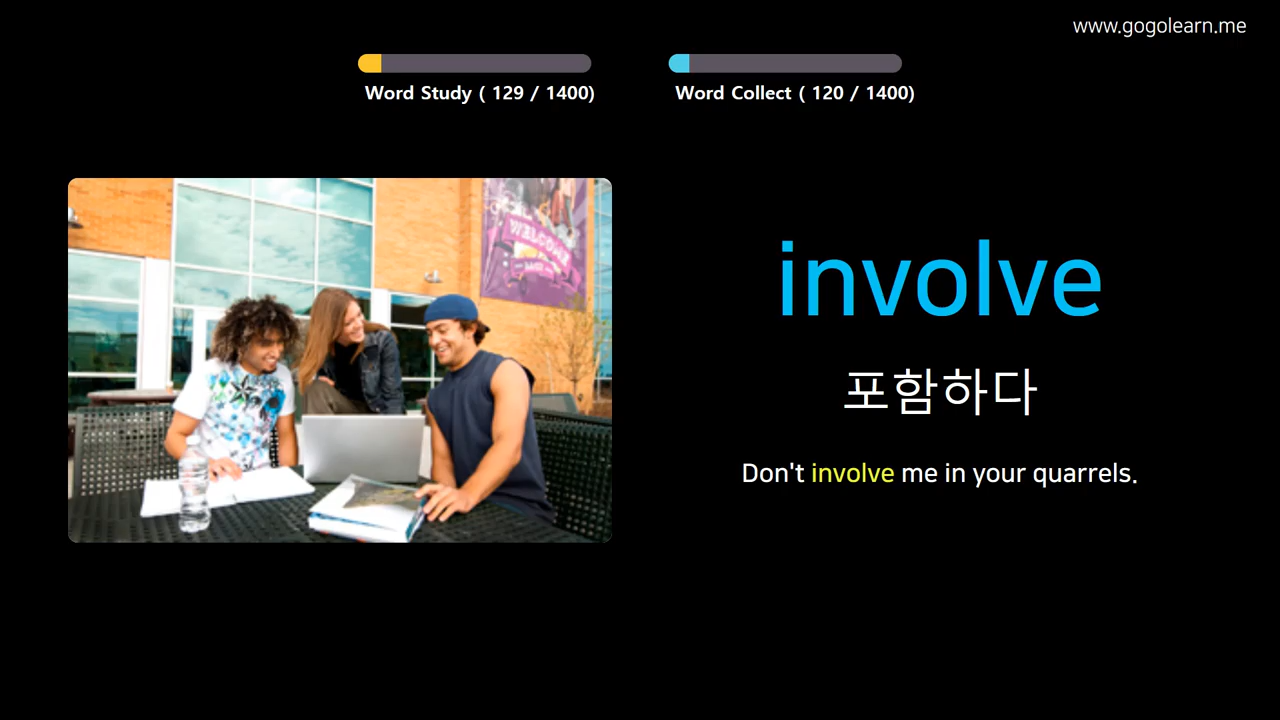 www.gogolearn.me
Word Study ( 129 / 1400)
Word Collect ( 120 / 1400)
WELCOME
involve
포함하다
Don't involve me in your quarrels.